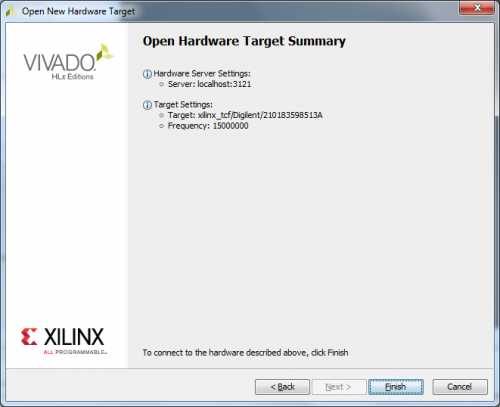 Open New Hardware Target
VIVADO
HLx Editions
Open Hardware Target Summary
Hardware Server Settings:
Server: localhost:3121
Target Settings:
Target: xilinx_tcf/Digilent/210183598513A
Frequency: 15000000
XILINX
ALL PROGRAMMABLE.
To connect to the hardware described above, click Finish
< Back
Next >
Finish
Cancel